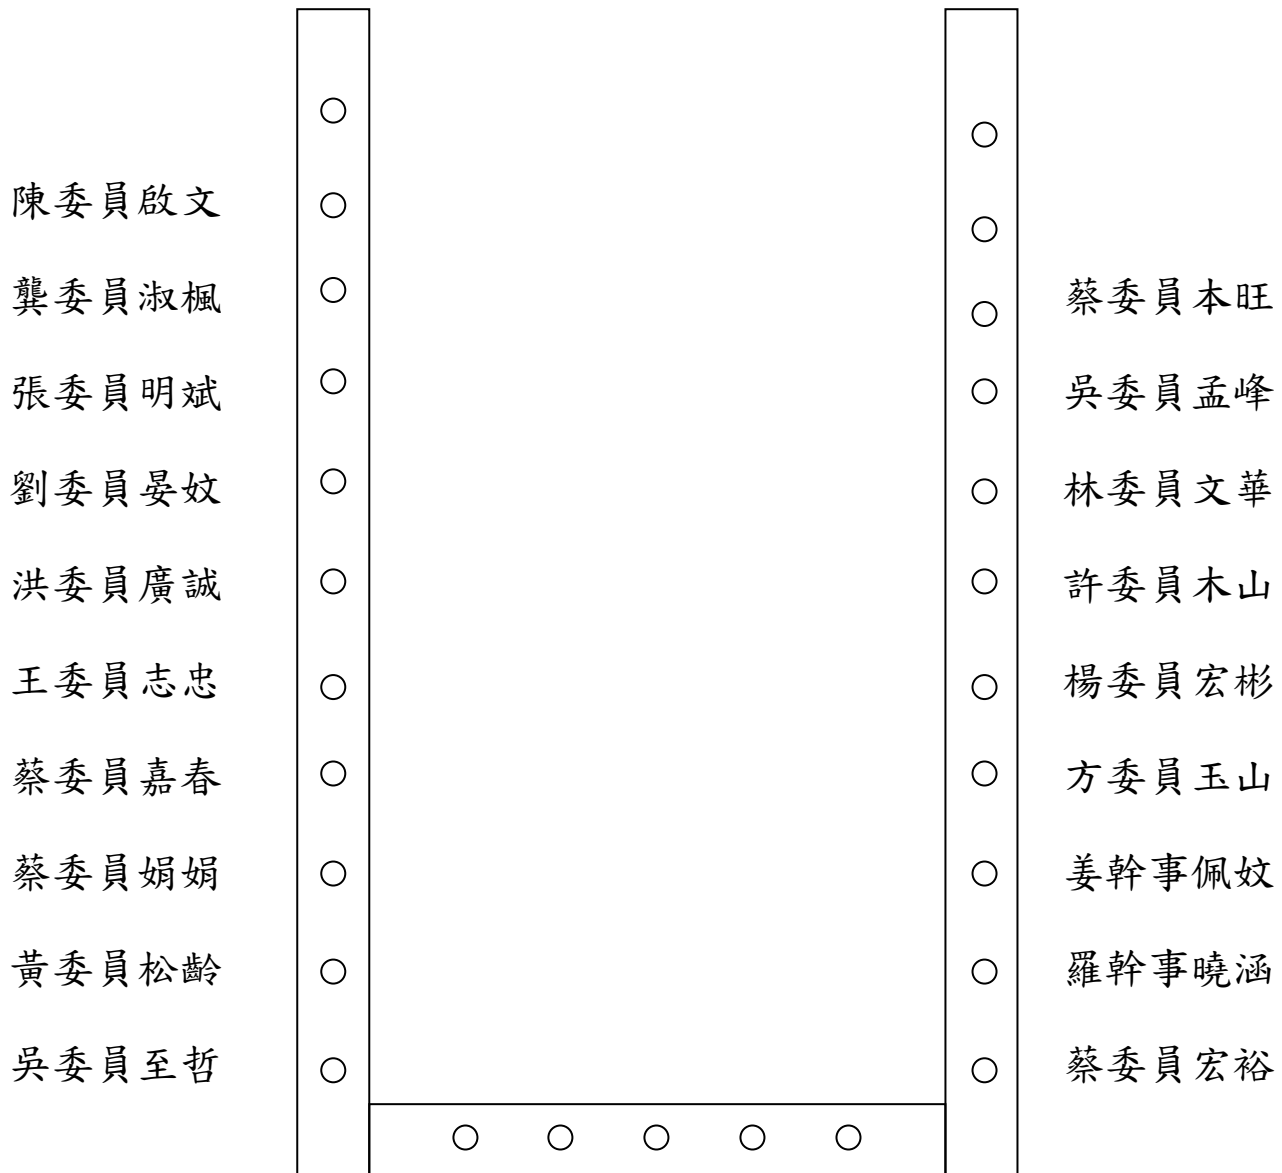 陳委員啟文
龔委員淑楓
張委員明斌
劉委員晏妏
洪委員廣誠
王委員志忠
蔡委員嘉春
蔡委員娟娟
黃委員松齡
吳委員至哲
蔡委員本旺
吳委員孟峰
林委員文華
許委員木山
楊委員宏彬
方委員玉山
姜幹事佩妏
羅幹事曉涵
蔡委員宏裕